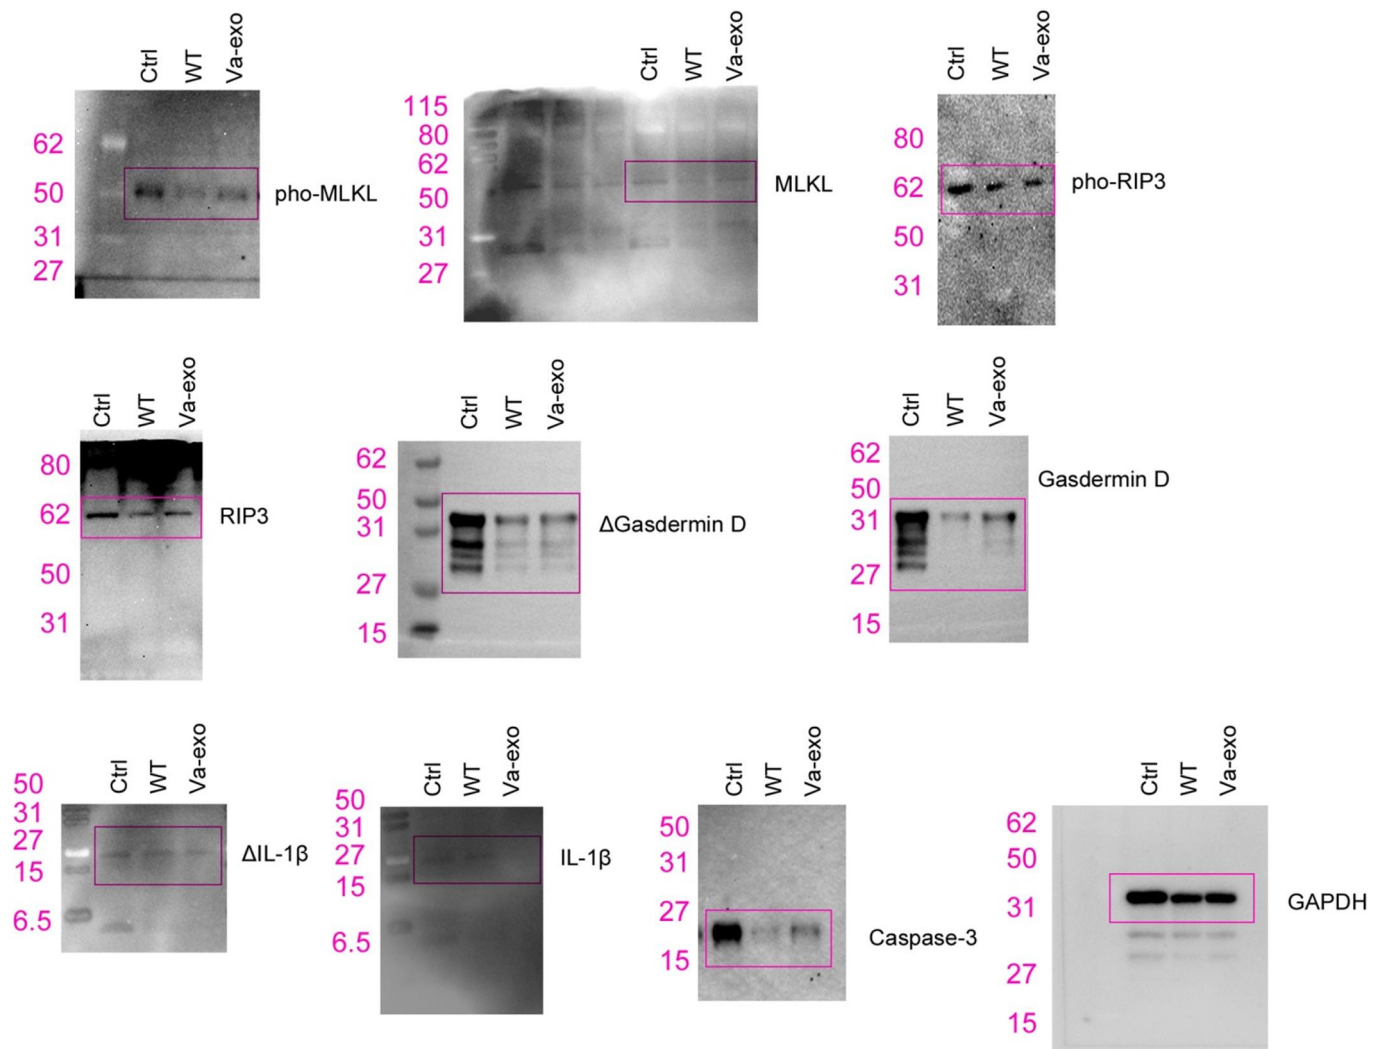 Ctrl WT Va-exo
62
50
31
27
pho-MLKL
Ctrl WT Va-exo
115
80
62
50
31
27
MLKL
Ctrl WT Va-exo
80
62
50
31
pho-RIP3
Ctrl WT Va-exo
80
62
50
31
RIP3
Ctrl WT Va-exo
62
50
31
27
15
ΔGasdermin D
Ctrl WT Va-exo
62
50
31
27
15
Gasdermin D
Ctrl WT Va-exo
50
31
27
15
6.5
ΔIL-1β
Ctrl WT Va-exo
50
31
27
15
6.5
IL-1β
Ctrl WT Va-exo
50
31
27
15
Caspase-3
Ctrl WT Va-exo
62
50
31
27
15
GAPDH